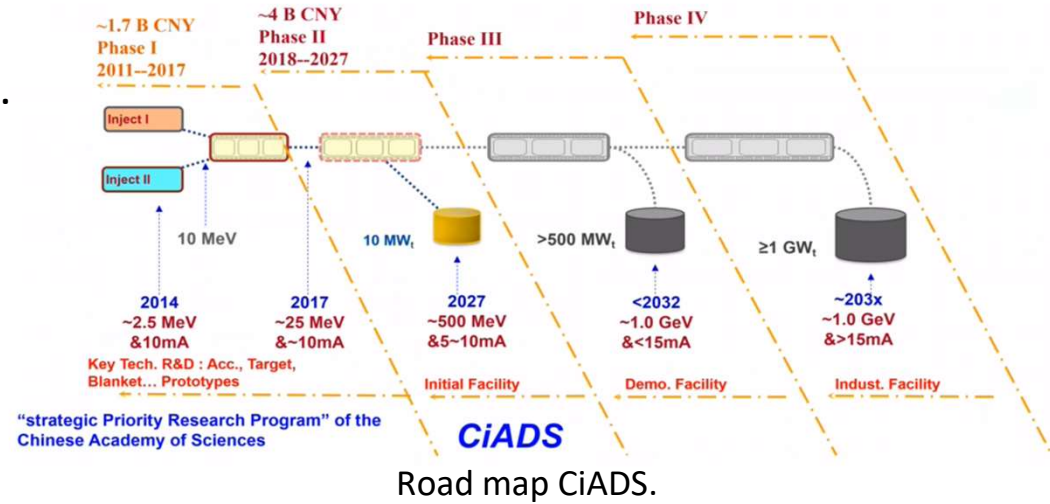 ~1.7 B CNY
Phase I
2011--2017
~4 B CNY
Phase II
2018--2027
Phase III
Phase IV
.
Inject I
Inject II
10 MeV
10 MWt
>500 MWt
≥1 GWt
2014
~2.5 MeV
&10mA
2017
~25 MeV
&~10mA
2027
~500 MeV
&5~10mA
<2032
~1.0 GeV
&<15mA
~203x
~1.0 GeV
&>15mA
Key Tech. R&D : Acc., Target,
Blanket... Prototypes
Initial Facility
Demo. Facility
Indust. Facility
“strategic Priority Research Program” of the
Chinese Academy of Sciences
CiADS
Road map CiADS.